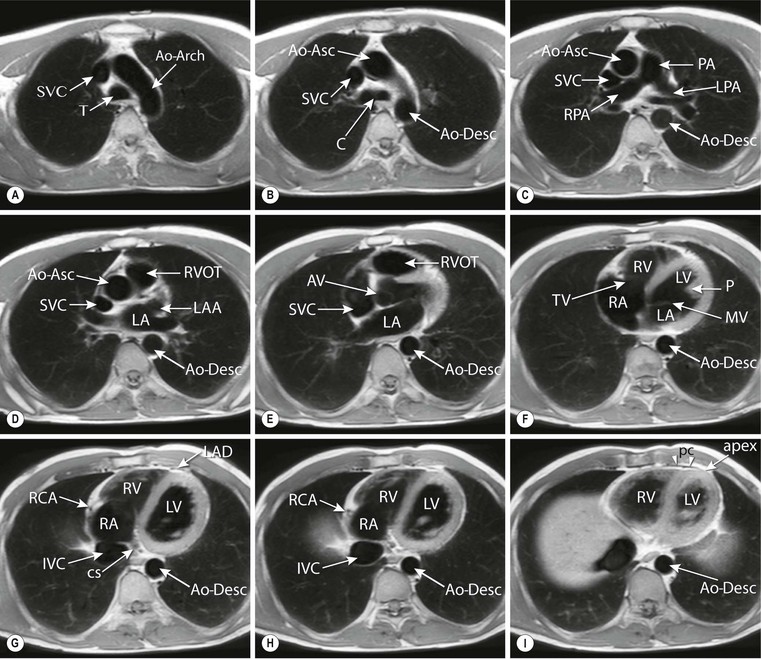 Ao-Arch
SVC
T
A
Ao-Asc
SVC
C
Ao-Desc
B
Ao-Asc
PA
SVC
LPA
RPA
Ao-Desc
C
Ao-Asc
RVOT
SVC
LAA
LA
Ao-Desc
D
RVOT
AV
SVC
LA
Ao-Desc
E
RV
LV
TV
P
RA
LA
MV
Ao-Desc
F
LAD
RV
RCA
LV
RA
IVC
cs
Ao-Desc
G
RV
RCA
LV
RA
IVC
Ao-Desc
H
pc
apex
RV
LV
Ao-Desc
I